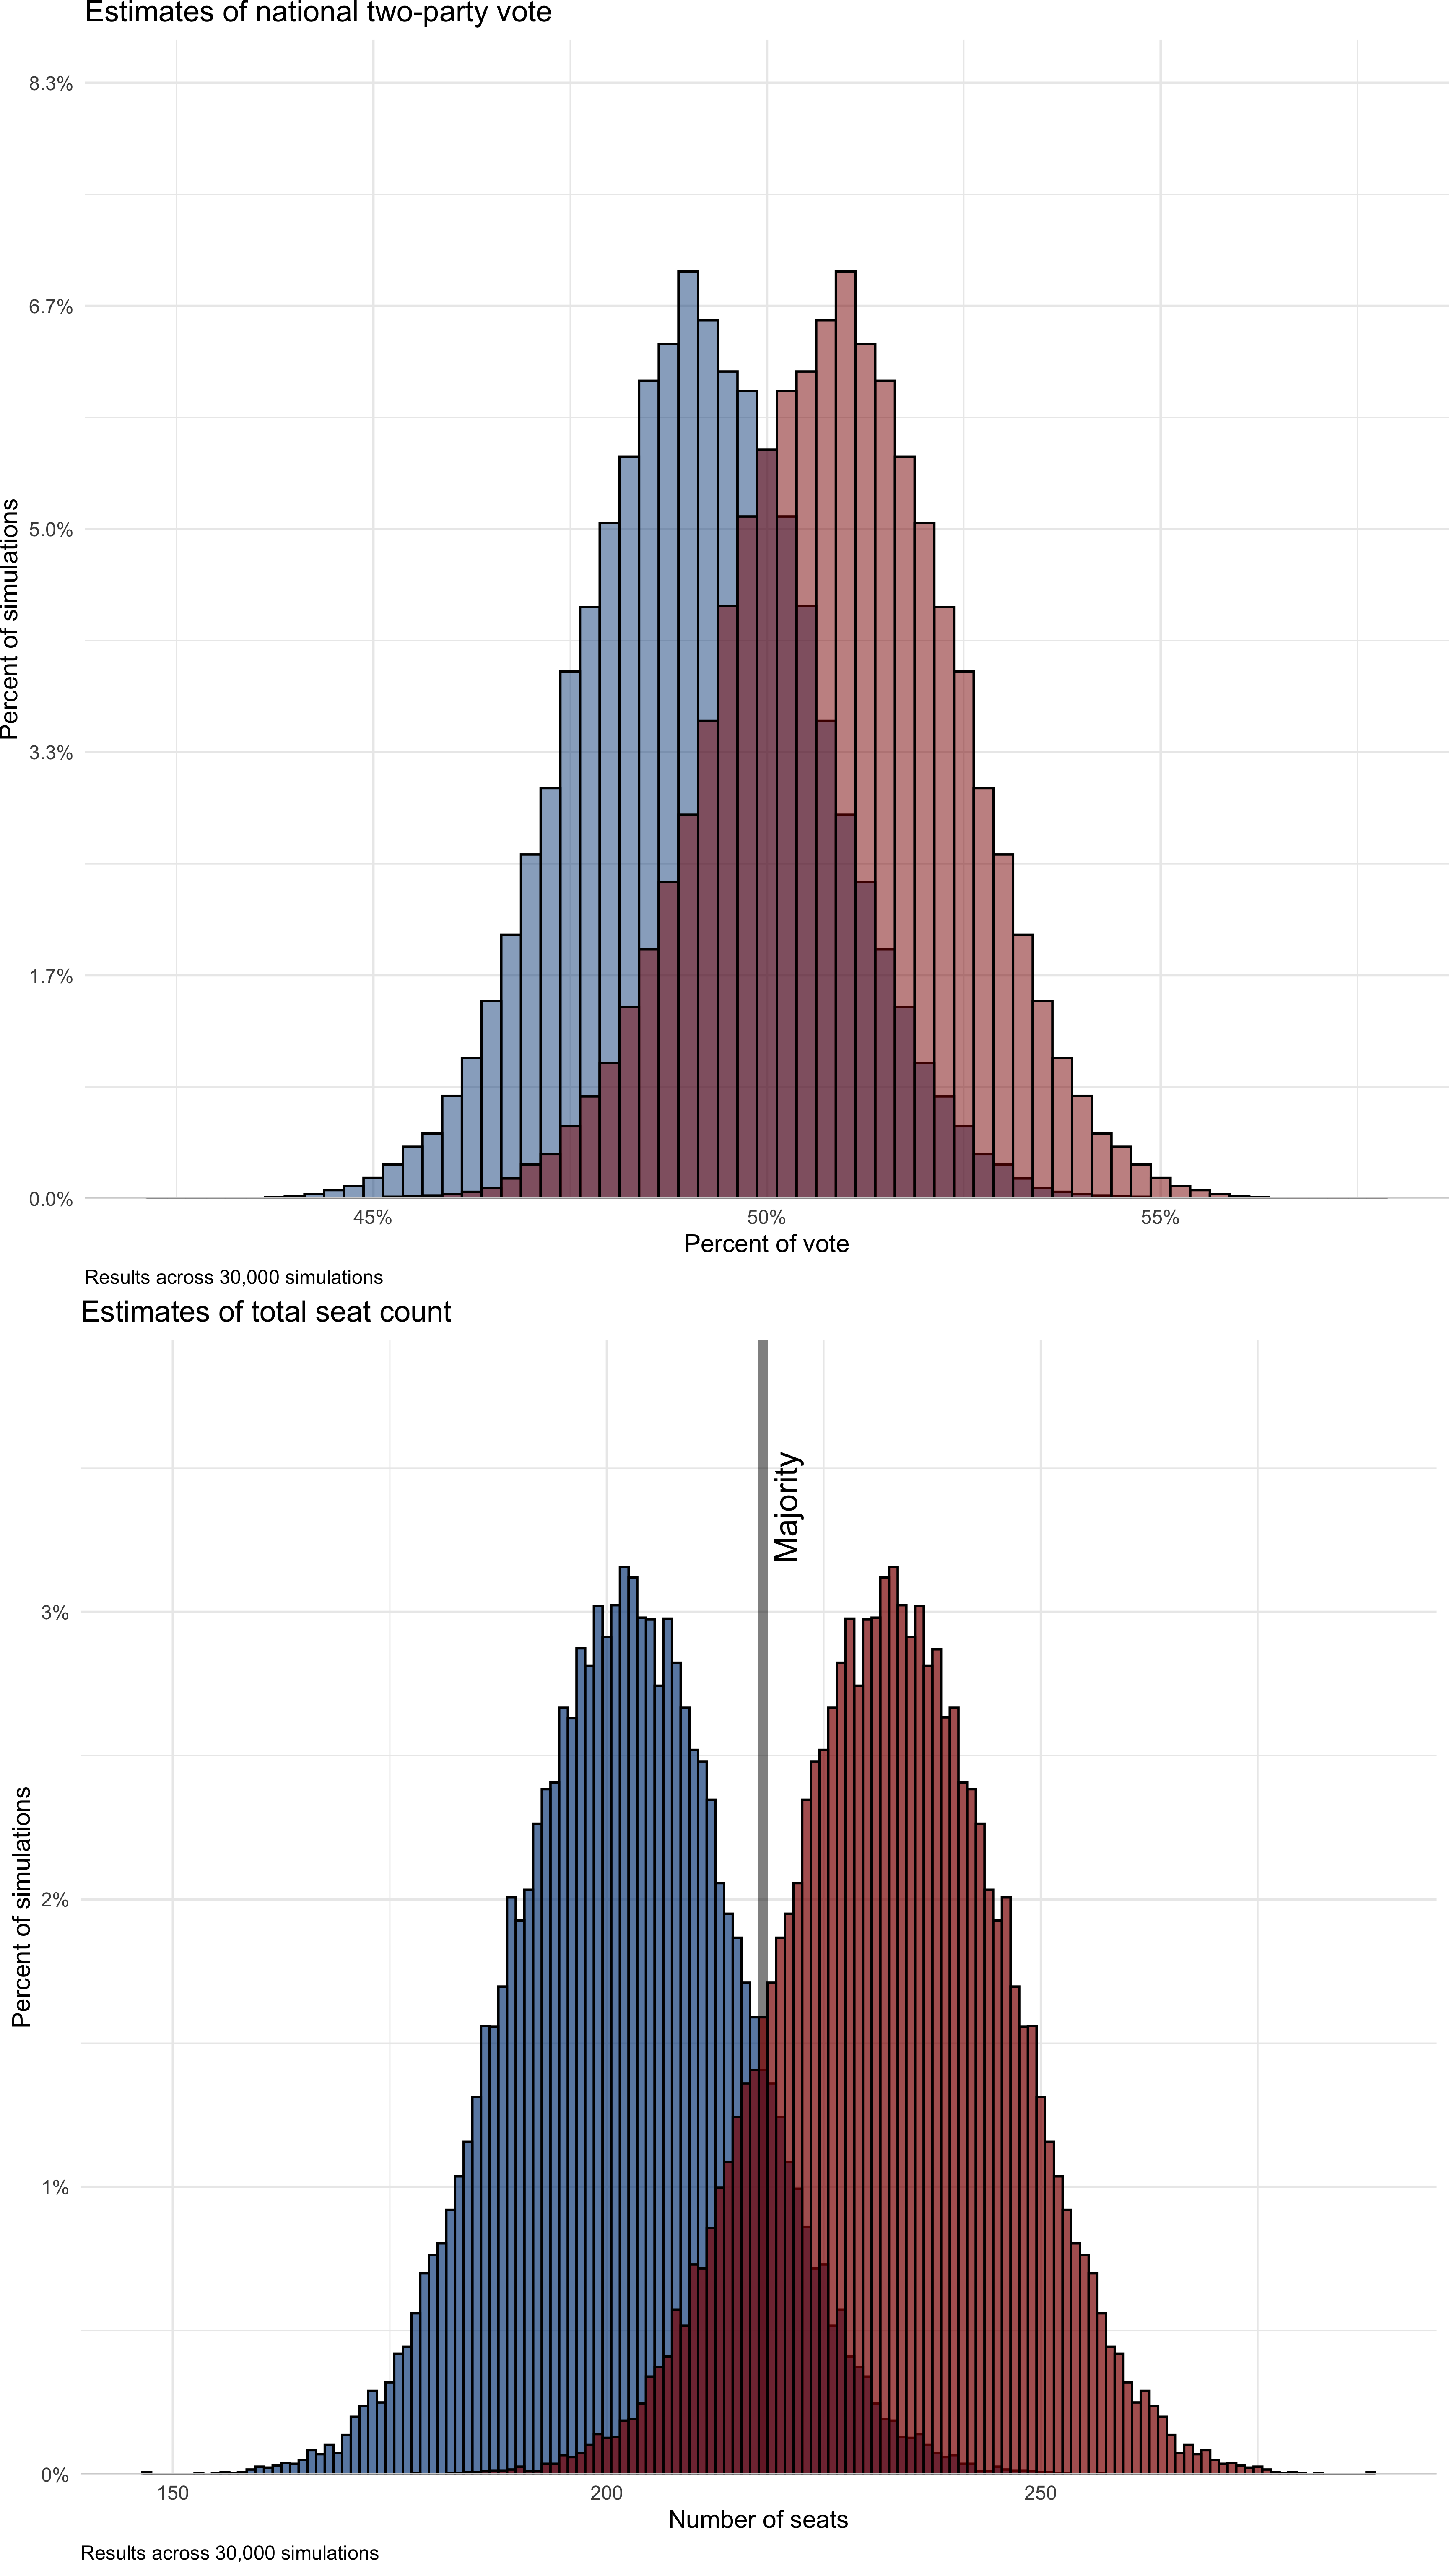 Estimates of national two-party vote
8.3%
6.7%
5.0%
3.3%
1.7%
0.0%
Percent of simulations
45%
50%
55%
Percent of vote
Results across 30,000 simulations
Estimates of total seat count
Majority
3%
2%
1%
0%
Percent of simulations
150
200
250
Number of seats
Results across 30,000 simulations